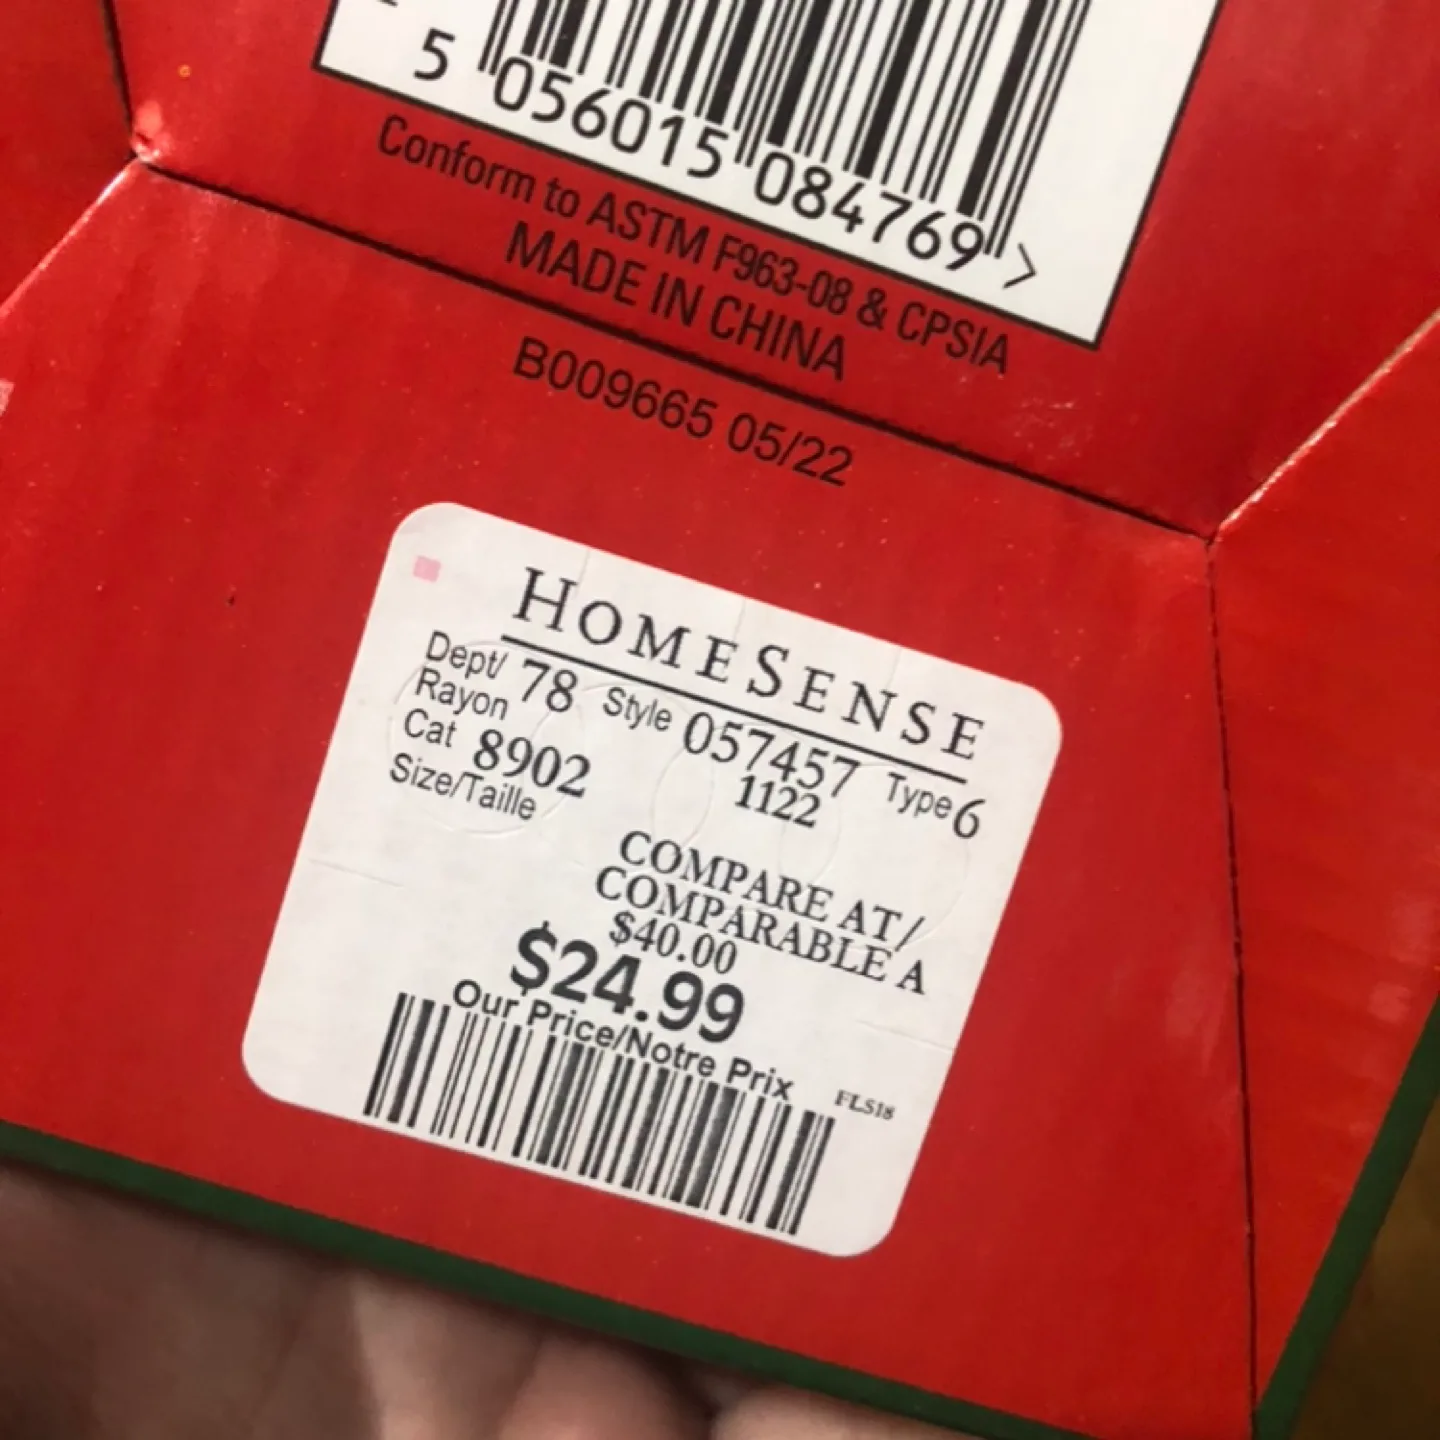 5 056015 084769 >
Conform to ASTM F963-08 & CPSIA
MADE IN CHINA
B009665 05/22
HOMESENSE
Dept/ 78 Style 057457 Type 6
Rayon
Cat 8902 1122
Size/Taille
COMPARE AT/
COMPARABLE A
$40.00
$24.99
Our Price/Notre Prix
FL518